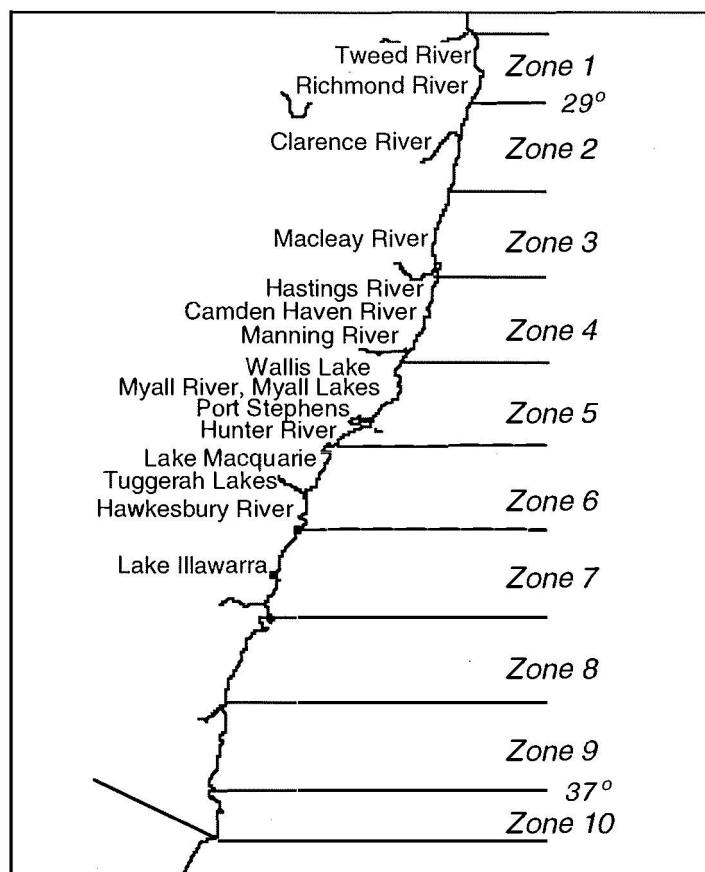 Tweed River
Zone 1
Richmond River
29°
Clarence River
Zone 2
Macleay River
Zone 3
Hastings River
Camden Haven River
Manning River
Zone 4
Wallis Lake
Myall River, Myall Lakes
Port Stephens
Zone 5
Hunter River
Lake Macquarie
Tuggerah Lakes
Zone 6
Hawkesbury River
Lake Illawarra
Zone 7
Zone 8
Zone 9
37°
Zone 10